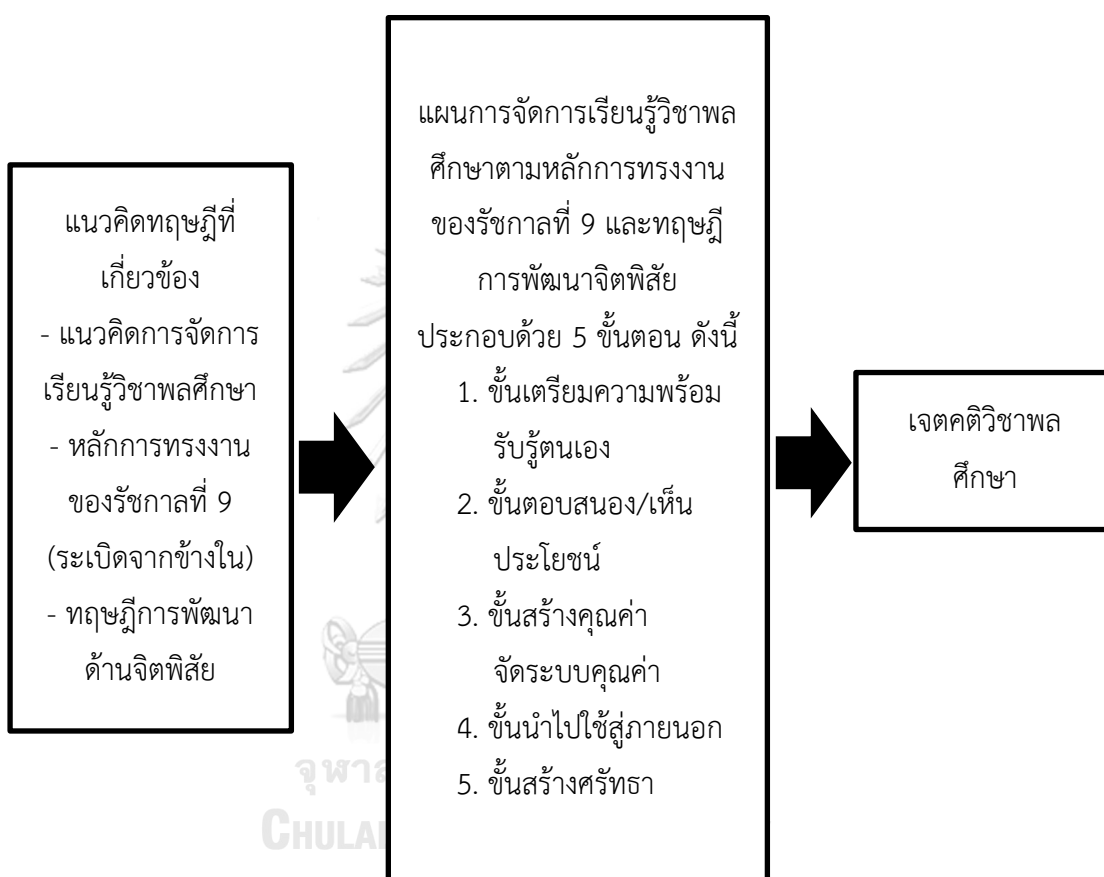 แนวคิดทฤษฎีที่
เกี่ยวข้อง
- แนวคิดการจัดการ
เรียนรู้วิชาพลศึกษา
- หลักการทรงงาน
ของรัชกาลที่ 9
(ระเบิดจากข้างใน)
- ทฤษฎีการพัฒนา
ด้านจิตพิสัย
แผนการจัดการเรียนรู้วิชาพล
ศึกษาตามหลักการทรงงาน
ของรัชกาลที่ 9 และทฤษฎี
การพัฒนาจิตพิสัย
ประกอบด้วย 5 ขั้นตอน ดังนี้
1. ขั้นเตรียมความพร้อม
รับรู้ตนเอง
2. ขั้นตอบสนอง/เห็น
ประโยชน์
3. ขั้นสร้างคุณค่า
จัดระบบคุณค่า
4. ขั้นนำไปใช้สู่ภายนอก
5. ขั้นสร้างศรัทธา
เจตคติวิชาพล
ศึกษา